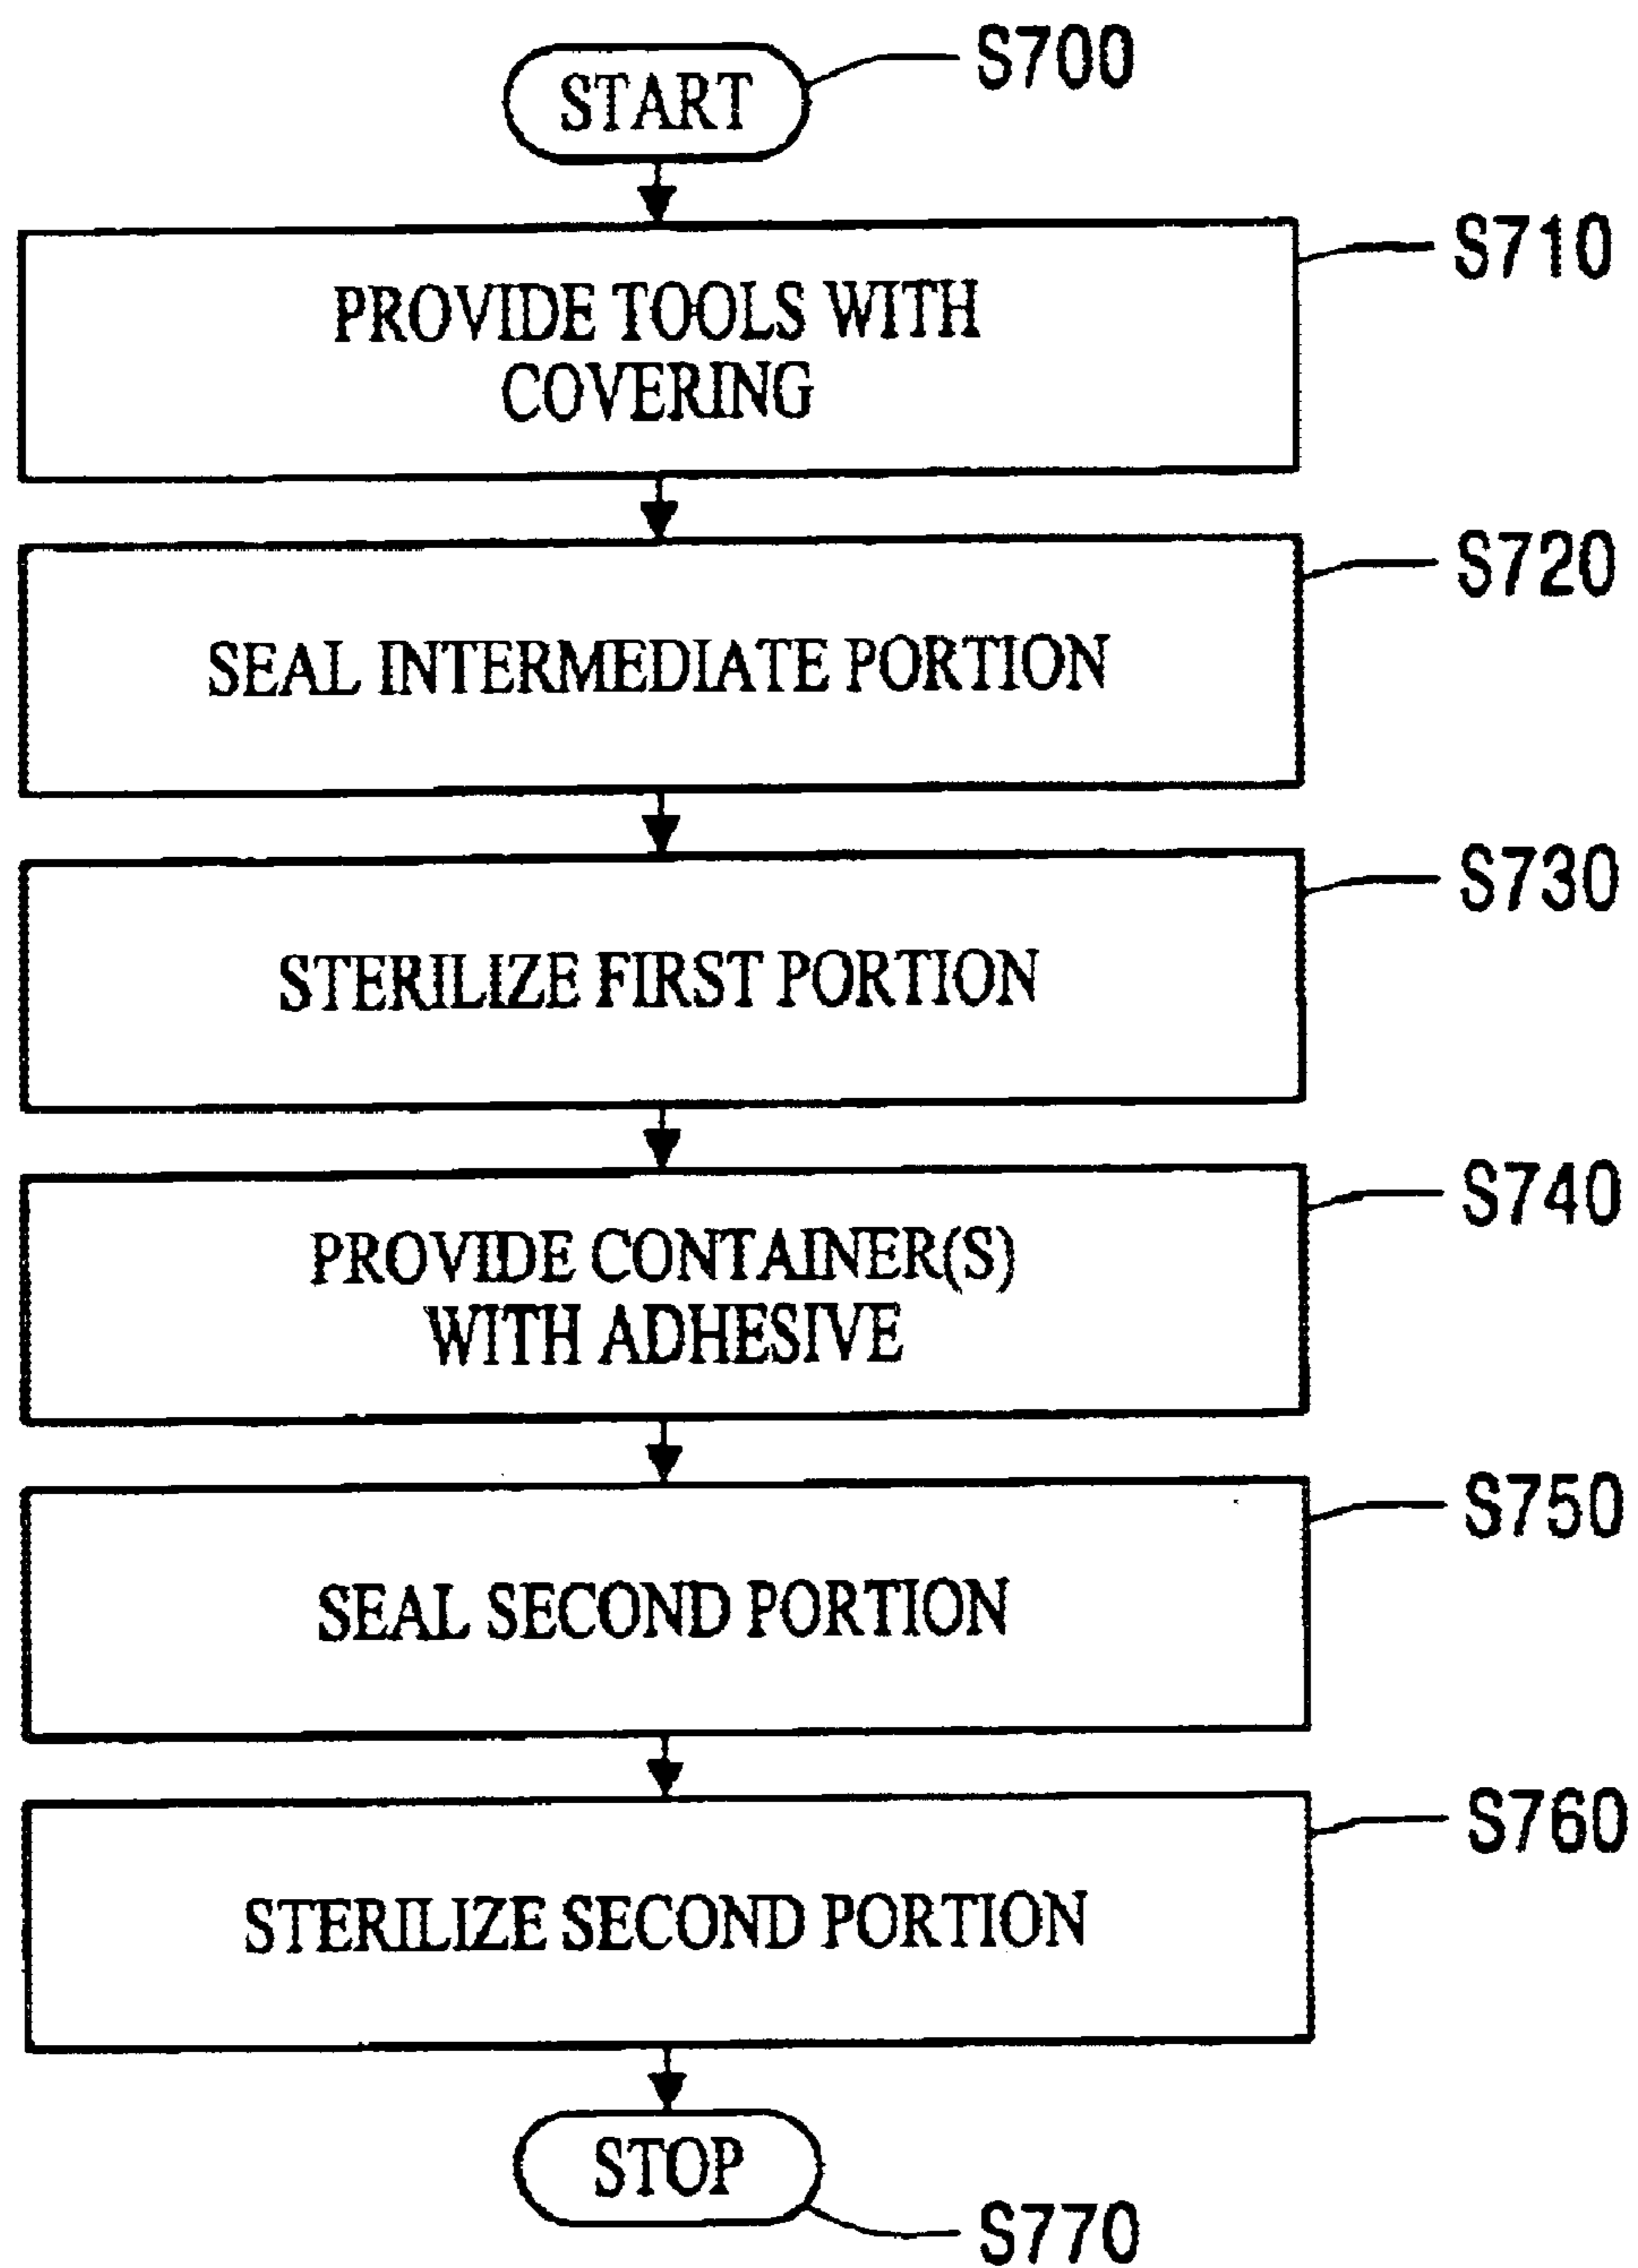 START
S700
PROVIDE TOOLS WITH
COVERING
S710
SEAL INTERMEDIATE PORTION
S720
STERILIZE FIRST PORTION
S730
PROVIDE CONTAINER(S)
WITH ADHESIVE
S740
SEAL SECOND PORTION
S750
STERILIZE SECOND PORTION
S760
STOP
S770